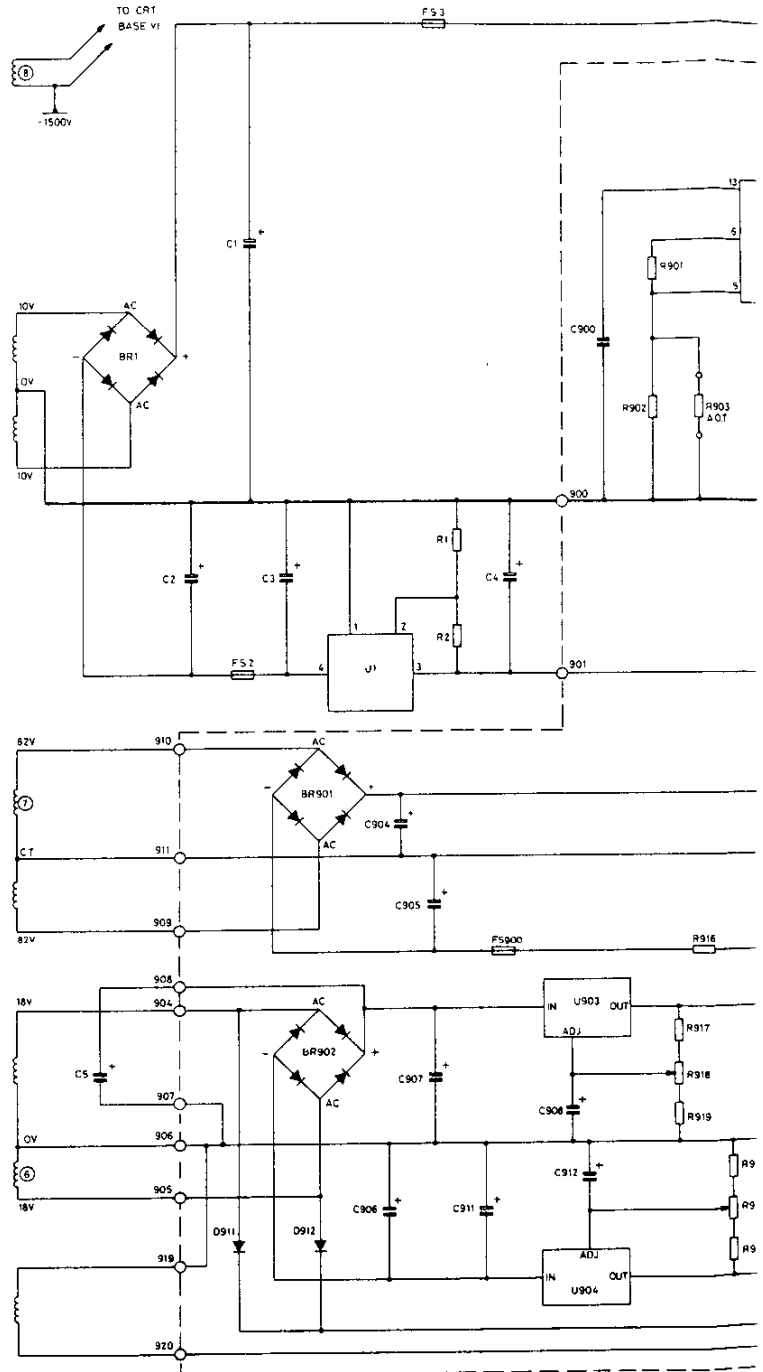 TO CRT
BASE VI
FS3
8
-1500V
13
6
R901
5
C1
+
10V
AC
BR1
-
+
AC
0V
10V
C900
R902
R903
A.O.T
900
C2
+
C3
+
R1
C4
+
1
2
R2
FS2
4
U1
3
901
82V
910
AC
7
-
BR901
+
C904
+
AC
CT
911
C905
+
909
82V
FS900
R916
908
18V
904
AC
IN
U903
OUT
ADJ
R917
C5
+
-
BR902
+
C907
+
R918
AC
907
C908
+
R919
0V
906
6
905
18V
C912
+
R9
C906
+
C911
+
R9
D911
D912
R9
919
ADJ
IN
OUT
U904
920